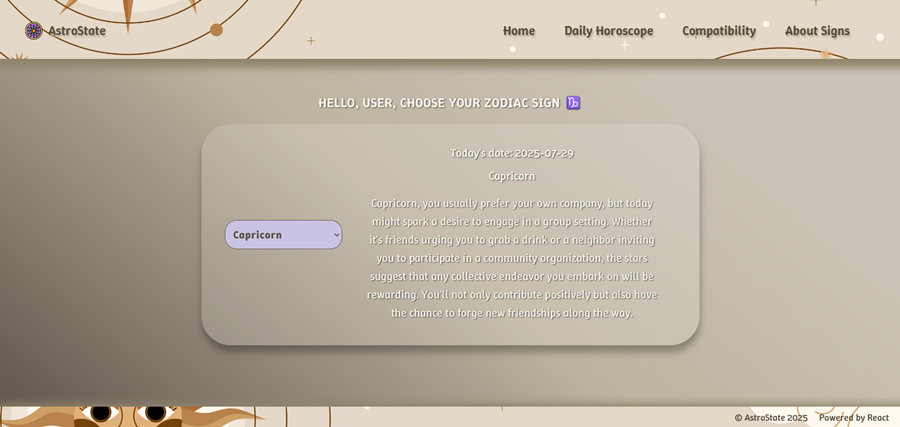 AstroState
Home Daily Horoscope Compatibility About Signs
HELLO, USER, CHOOSE YOUR ZODIAC SIGN ♑
Today's date: 2025-07-29
Capricorn
Capricorn
Capricorn, you usually prefer your own company, but today
might spark a desire to engage in a group setting. Whether
it's friends urging you to grab a drink or a neighbor inviting
you to participate in a community organization, the stars
suggest that any collective endeavor you embark on will be
rewarding. You'll not only contribute positively but also have
the chance to forge new friendships along the way.
© AstroState 2025 Powered by React